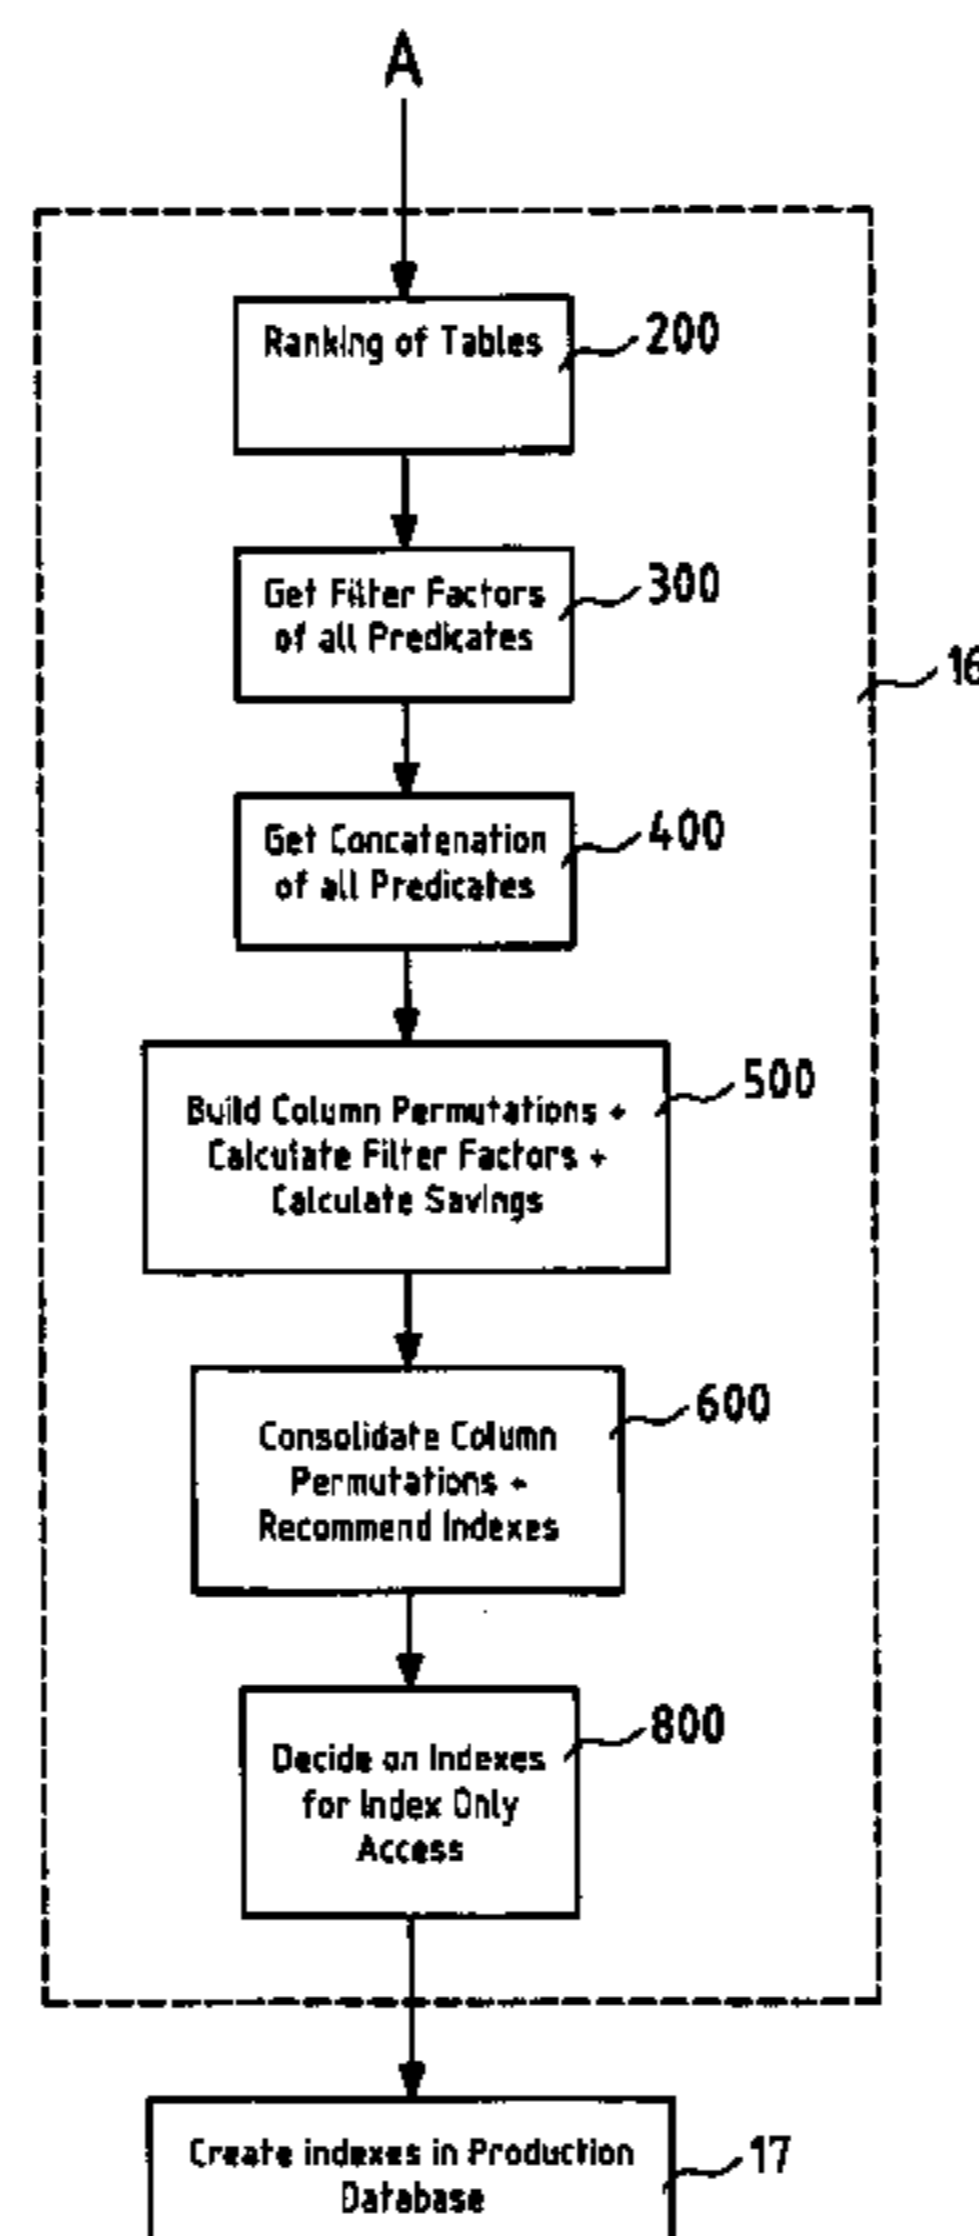 A
Ranking of Tables
200
Get Filter Factors
of all Predicates
300
16
Get Concatenation
of all Predicates
400
Build Column Permutations +
Calculate Filter Factors +
Calculate Savings
500
Consolidate Column
Permutations +
Recommend Indexes
600
Decide on Indexes
for Index Only
Access
800
Create indexes in Production
Database
17